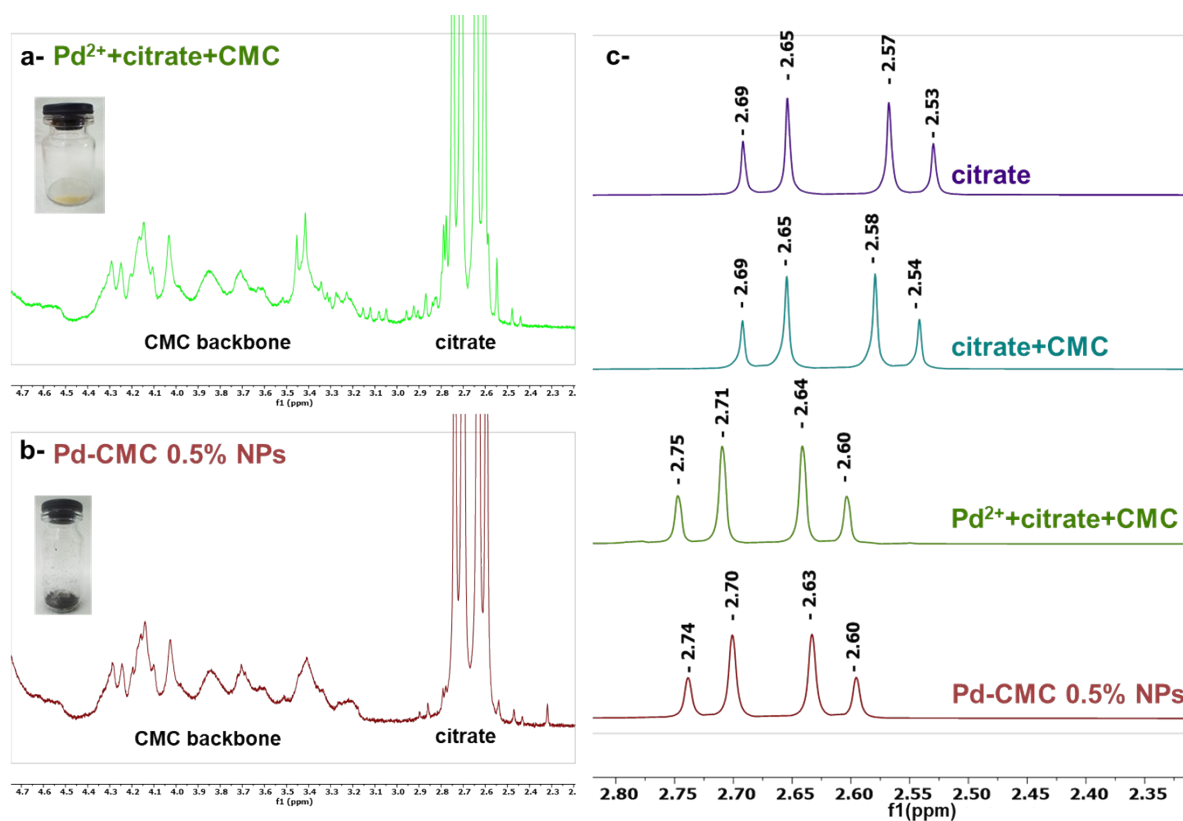 a- Pd²⁺+citrate+CMC
CMC backbone
citrate
4.7 4.6 4.5 4.4 4.3 4.2 4.1 4.0 3.9 3.8 3.7 3.6 3.5 3.4 3.3 3.2 3.1 3.0 2.9 2.8 2.7 2.6 2.5 2.4 2.3 2.
f1 (ppm)
b- Pd-CMC 0.5% NPs
CMC backbone
citrate
4.7 4.6 4.5 4.4 4.3 4.2 4.1 4.0 3.9 3.8 3.7 3.6 3.5 3.4 3.3 3.2 3.1 3.0 2.9 2.8 2.7 2.6 2.5 2.4 2.3 2.
f1 (ppm)
c-
- 2.69
- 2.65
- 2.57
- 2.53
citrate
- 2.69
- 2.65
- 2.58
- 2.54
citrate+CMC
- 2.75
- 2.71
- 2.64
- 2.60
Pd²⁺+citrate+CMC
- 2.74
- 2.70
- 2.63
- 2.60
Pd-CMC 0.5% NPs
2.80 2.75 2.70 2.65 2.60 2.55 2.50 2.45 2.40 2.35
f1(ppm)